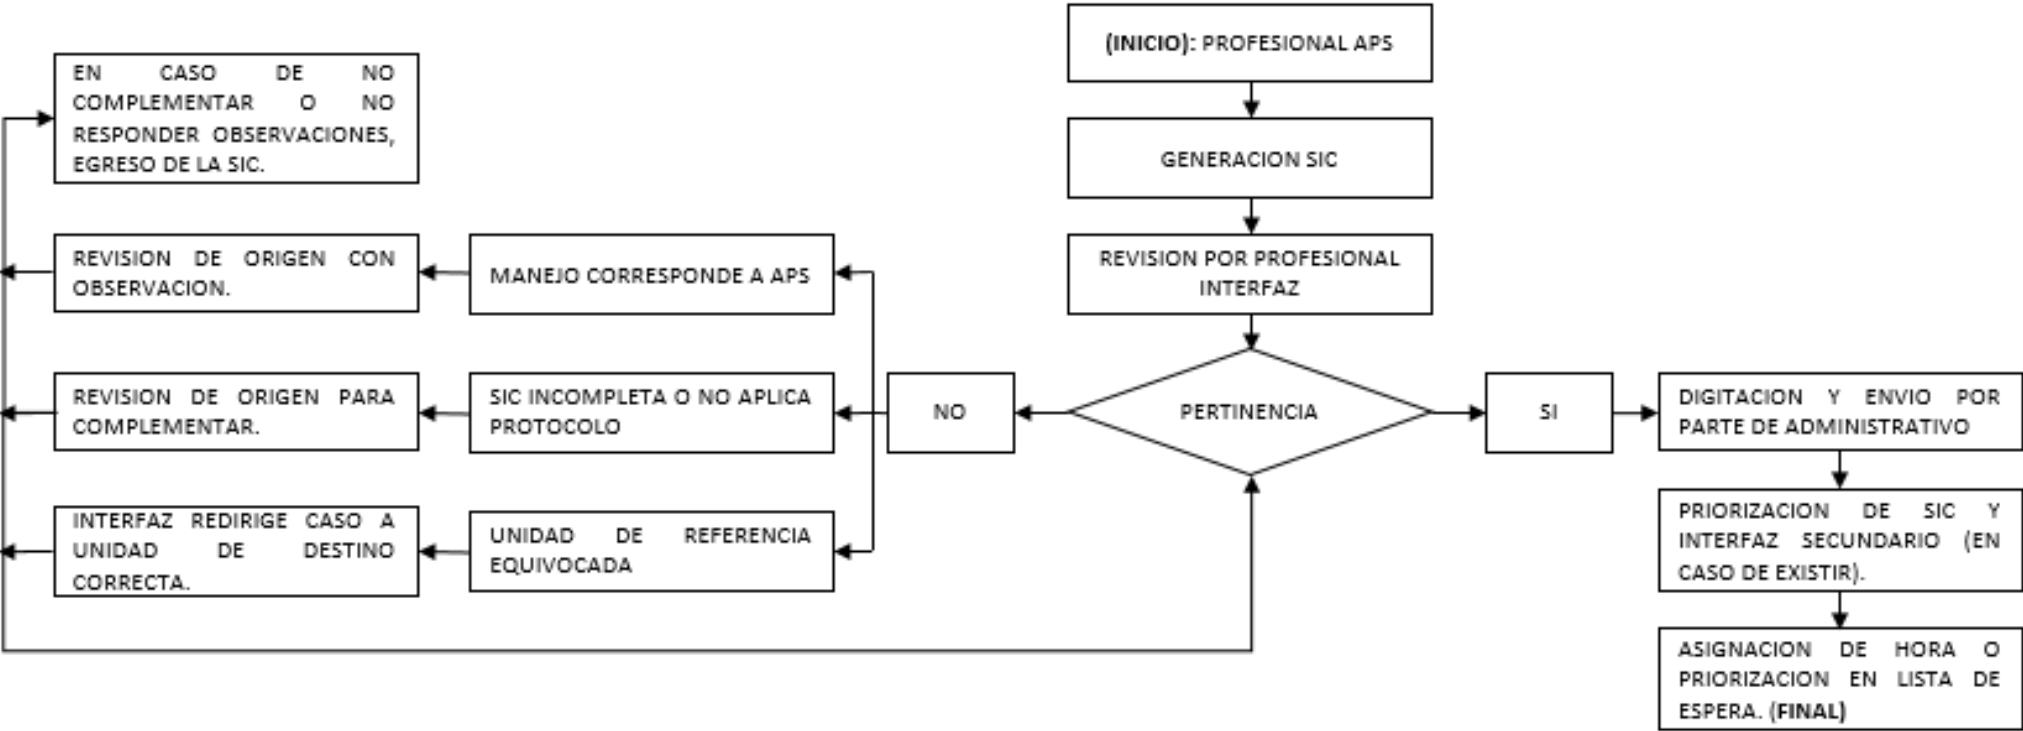 (INICIO): PROFESIONAL APS
GENERACION SIC
REVISION POR PROFESIONAL
INTERFAZ
PERTINENCIA
NO
SI
EN CASO DE NO
COMPLEMENTAR O NO
RESPONDER OBSERVACIONES,
EGRESO DE LA SIC.
REVISION DE ORIGEN CON
OBSERVACION.
MANEJO CORRESPONDE A APS
REVISION DE ORIGEN PARA
COMPLEMENTAR.
SIC INCOMPLETA O NO APLICA
PROTOCOLO
INTERFAZ REDIRIGE CASO A
UNIDAD DE DESTINO
CORRECTA.
UNIDAD DE REFERENCIA
EQUIVOCADA
DIGITACION Y ENVIO POR
PARTE DE ADMINISTRATIVO
PRIORIZACION DE SIC Y
INTERFAZ SECUNDARIO (EN
CASO DE EXISTIR).
ASIGNACION DE HORA O
PRIORIZACION EN LISTA DE
ESPERA. (FINAL)